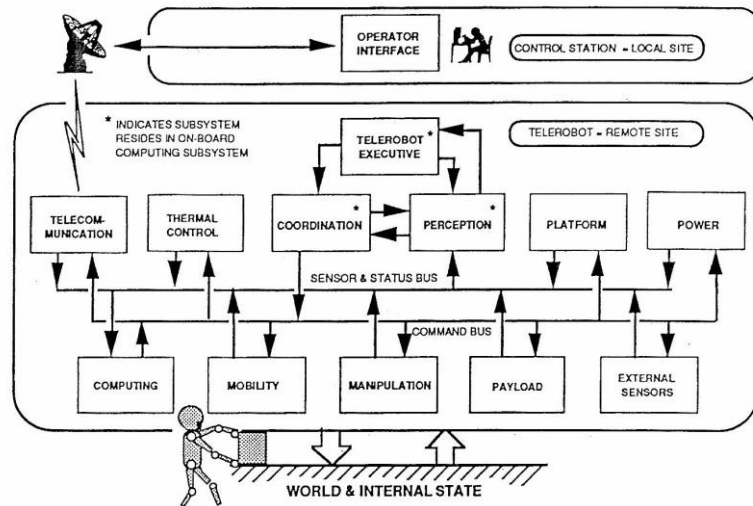 OPERATOR
INTERFACE
CONTROL STATION = LOCAL SITE
* INDICATES SUBSYSTEM
RESIDES IN ON-BOARD
COMPUTING SUBSYSTEM
TELEROBOT *
EXECUTIVE
TELEROBOT = REMOTE SITE
TELECOM-
MUNICATION
THERMAL
CONTROL
*
COORDINATION
*
PERCEPTION
PLATFORM
POWER
SENSOR & STATUS BUS
COMMAND BUS
COMPUTING
MOBILITY
MANIPULATION
PAYLOAD
EXTERNAL
SENSORS
WORLD & INTERNAL STATE